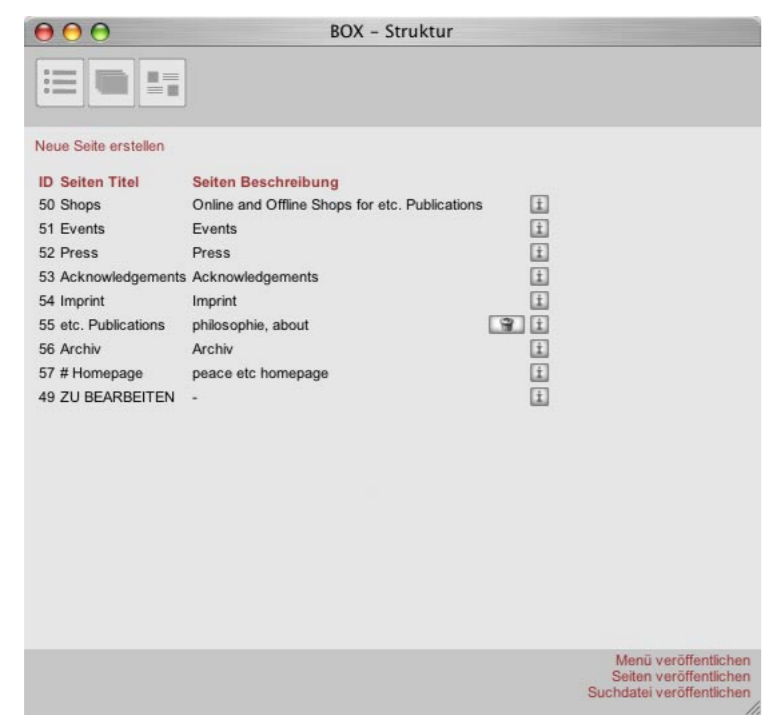 BOX – Struktur
Neue Seite erstellen
ID Seiten Titel Seiten Beschreibung
50 Shops Online and Offline Shops for etc. Publications
51 Events Events
52 Press Press
53 Acknowledgements Acknowledgements
54 Imprint Imprint
55 etc. Publications philosophie, about
56 Archiv Archiv
57 # Homepage peace etc homepage
49 ZU BEARBEITEN -
Menü veröffentlichen
Seiten veröffentlichen
Suchdatei veröffentlichen